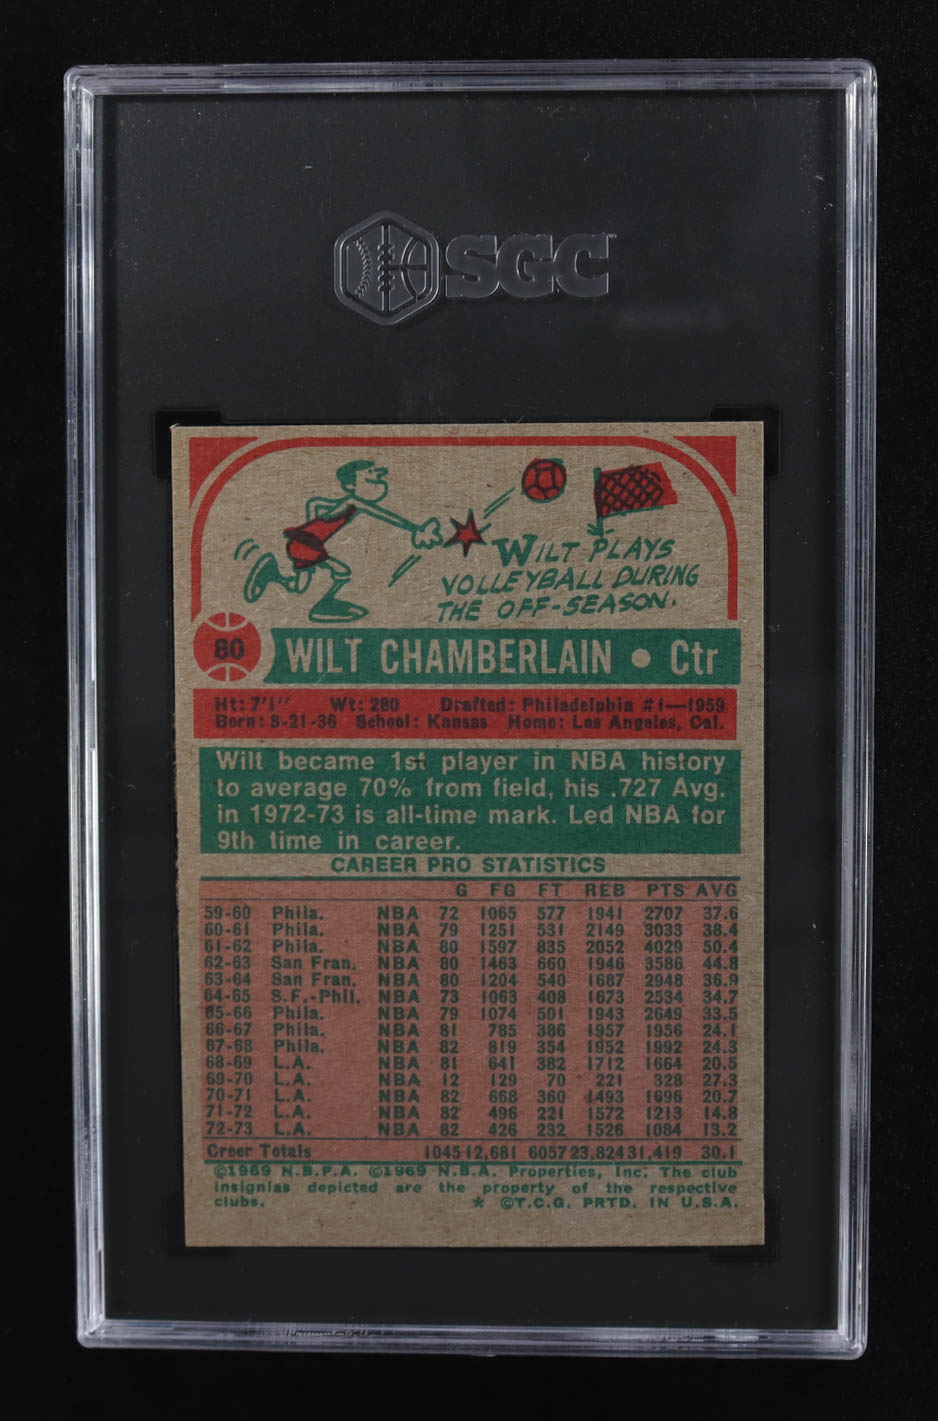 SGC
WILT PLAYS
VOLLEYBALL DURING
THE OFF-SEASON.
80 WILT CHAMBERLAIN • Ctr
Ht: 7'1" Wt: 280 Drafted: Philadelphia #1—1959
Born: 8-21-36 School: Kansas Home: Los Angeles, Cal.
Wilt became 1st player in NBA history
to average 70% from field, his .727 Avg.
in 1972-73 is all-time mark. Led NBA for
9th time in career.
CAREER PRO STATISTICS
G FG FT REB PTS AVG
59-60 Phila. NBA 72 1065 577 1941 2707 37.6
60-61 Phila. NBA 79 1251 531 2149 3033 38.4
61-62 Phila. NBA 80 1597 835 2052 4029 50.4
62-63 San Fran. NBA 80 1463 660 1946 3586 44.8
63-64 San Fran. NBA 80 1204 540 1687 2948 36.9
64-65 S.F.-Phil. NBA 73 1063 408 1673 2534 34.7
65-66 Phila. NBA 79 1074 501 1943 2649 33.5
66-67 Phila. NBA 81 785 386 1957 1956 24.1
67-68 Phila. NBA 82 819 354 1952 1992 24.3
68-69 L.A. NBA 81 641 382 1712 1664 20.5
69-70 L.A. NBA 12 129 70 221 328 27.3
70-71 L.A. NBA 82 668 360 1493 1696 20.7
71-72 L.A. NBA 82 496 221 1572 1213 14.8
72-73 L.A. NBA 82 426 232 1526 1084 13.2
Creer Totals 1045 12,681 6057 23,824 31,419 30.1
©1969 N.B.P.A. ©1969 N.B.A. Properties, Inc. The club
insignias depicted are the property of the respective
clubs. * ©T.C.G. PRTD. IN U.S.A.